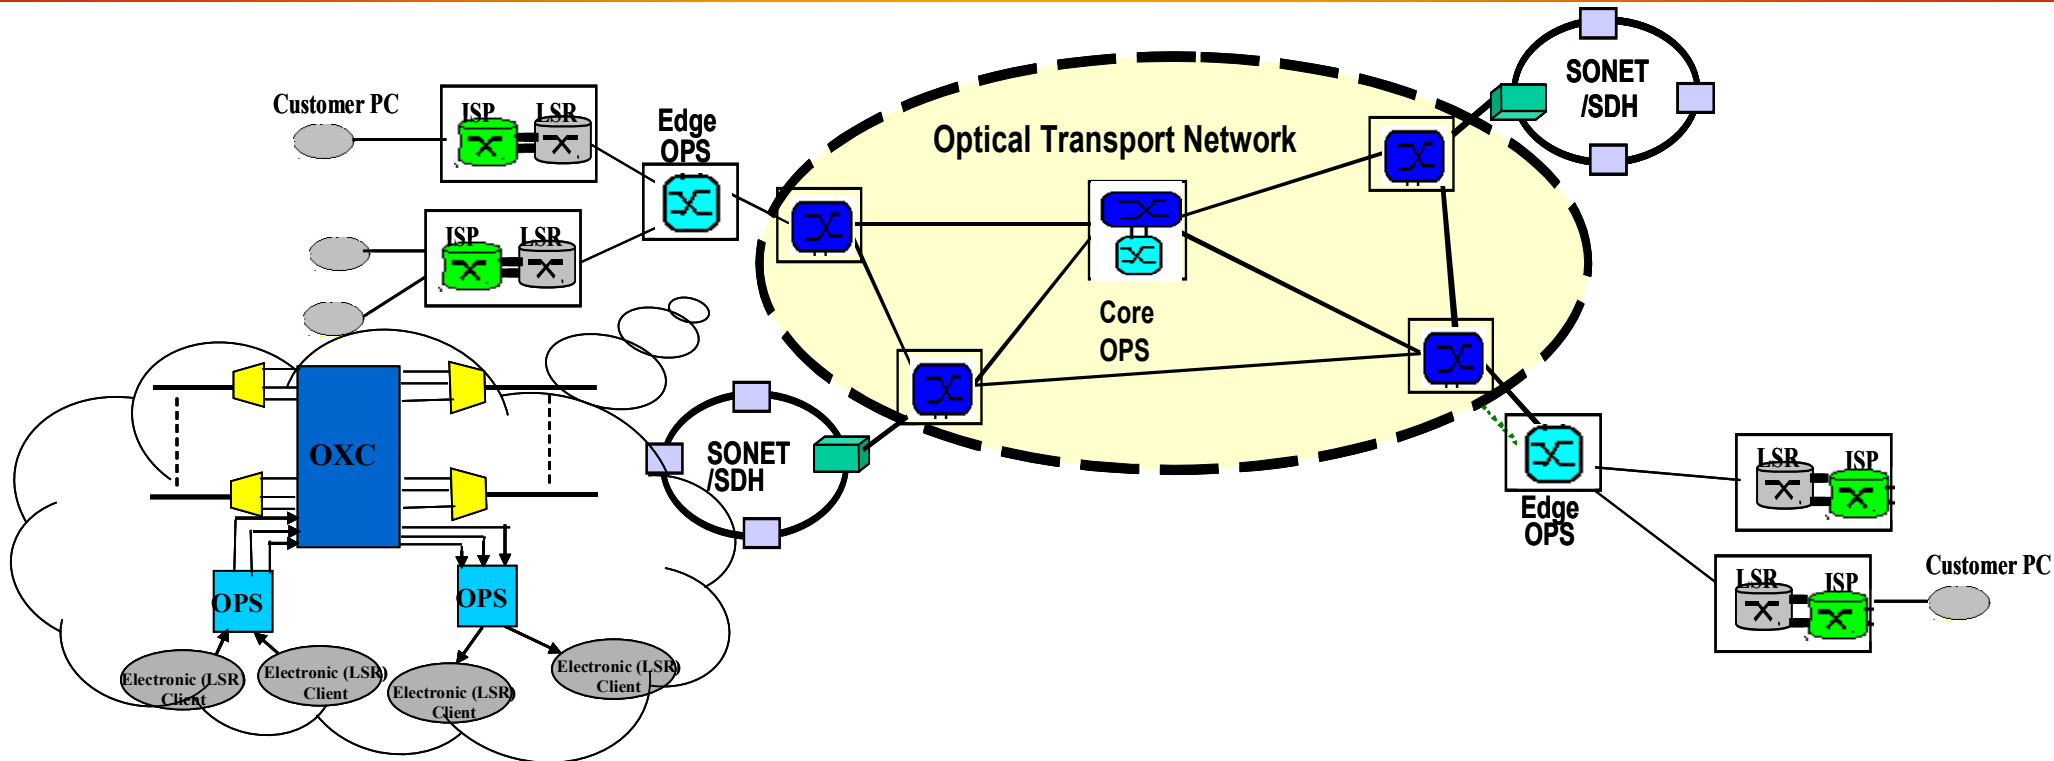 Customer PC
ISP
LSR
Edge
OPS
ISP
LSR
Optical Transport Network
SONET
/SDH
Core
OPS
OXC
SONET
/SDH
OPS
OPS
Electronic (LSR)
Client
Electronic (LSR)
Client
Electronic (LSR)
Client
Electronic (LSR)
Client
Edge
OPS
LSR
ISP
LSR
ISP
Customer PC